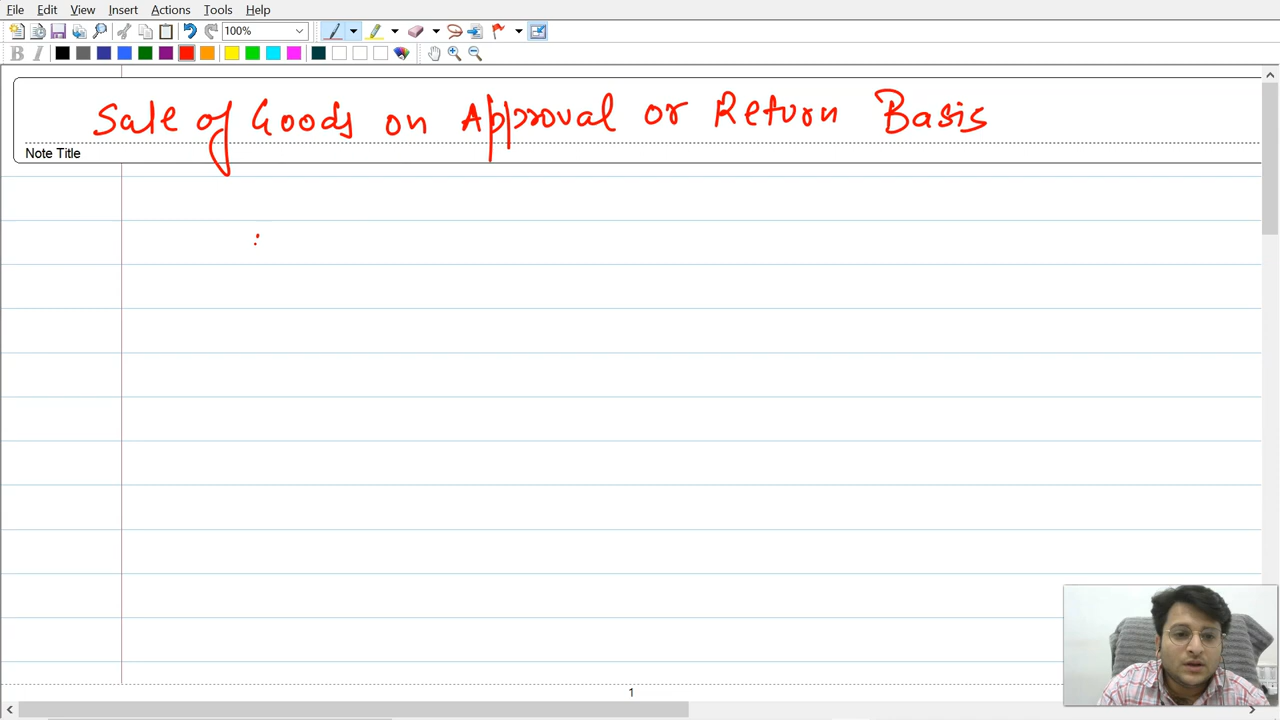 File Edit View Insert Actions Tools Help
100%
B I
Sale of Goods on Approval or Return Basis
Note Title
1